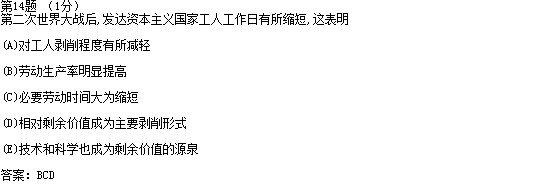 第14题 （1分）
第二次世界大战后，发达资本主义国家工人工作日有所缩短，这表明
(A)对工人剥削程度有所减轻
(B)劳动生产率明显提高
(C)必要劳动时间大为缩短
(D)相对剩余价值成为主要剥削形式
(E)技术和科学也成为剩余价值的源泉
答案：BCD